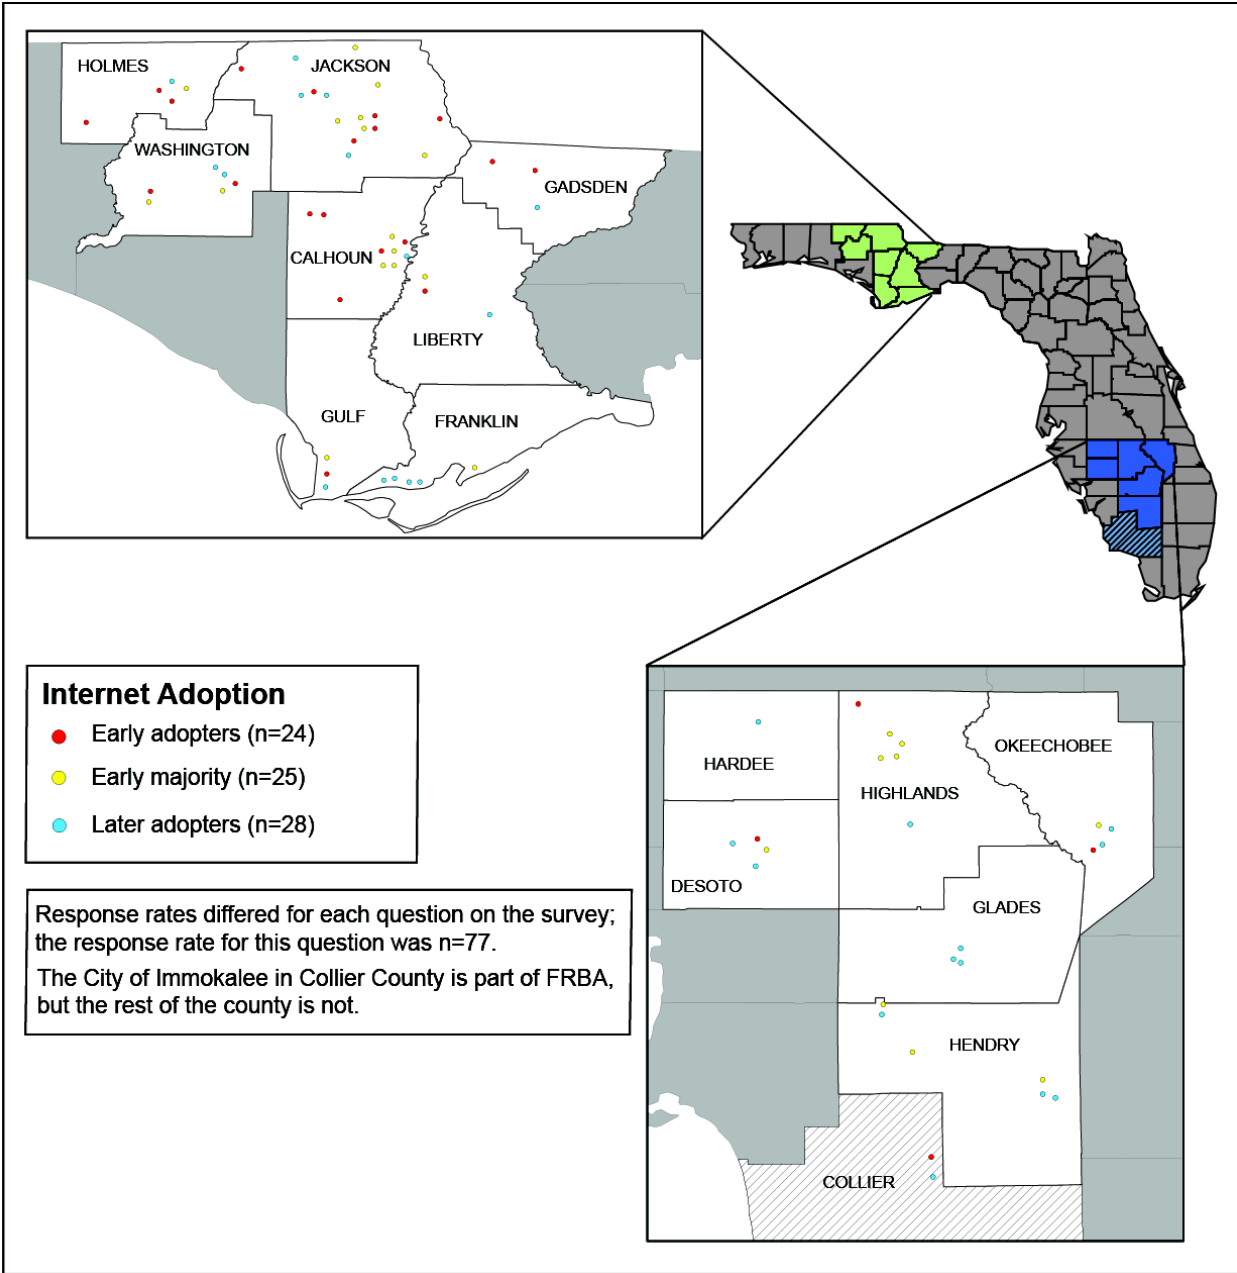 HOLMES
JACKSON
WASHINGTON
GADSDEN
CALHOUN
LIBERTY
GULF
FRANKLIN
Internet Adoption
Early adopters (n=24)
Early majority (n=25)
Later adopters (n=28)
Response rates differed for each question on the survey;
the response rate for this question was n=77.
The City of Immokalee in Collier County is part of FRBA,
but the rest of the county is not.
HARDEE
HIGHLANDS
OKEECHOBEE
DESOTO
GLADES
HENDRY
COLLIER